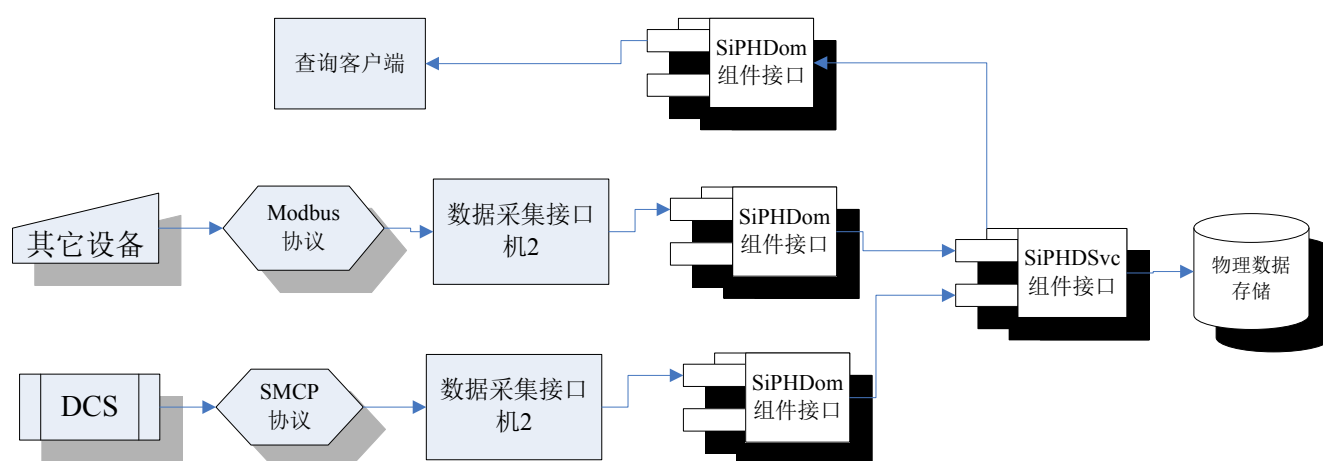 查询客户端
SiPHDom
组件接口
其它设备
Modbus
协议
数据采集接口
机2
SiPHDom
组件接口
SiPHDSvc
组件接口
物理数据
存储
DCS
SMCP
协议
数据采集接口
机2
SiPHDom
组件接口